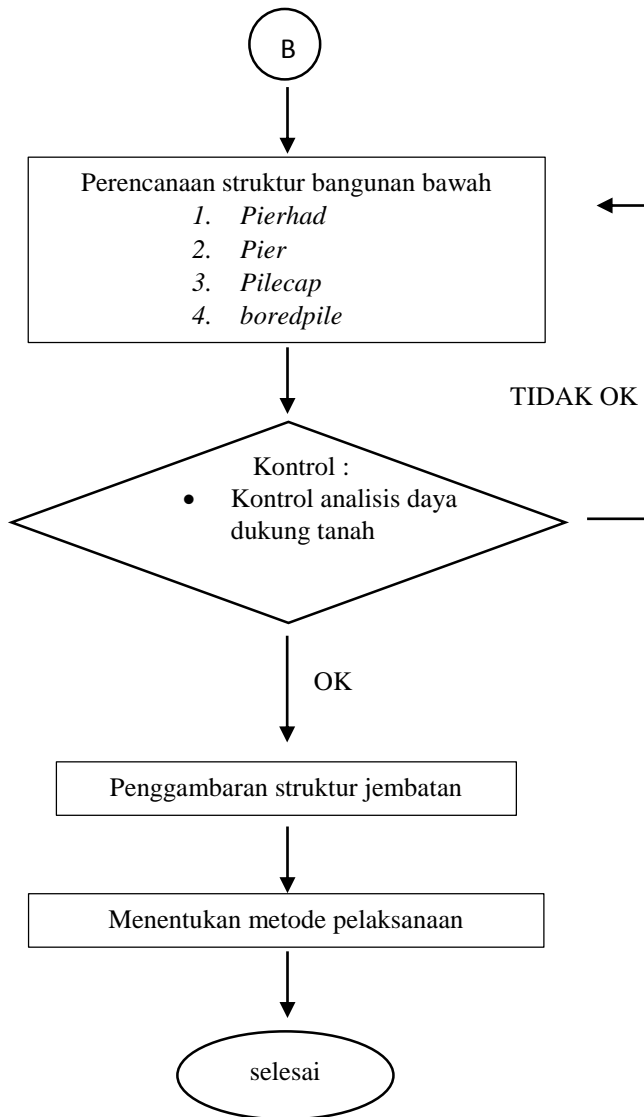 B
Perencanaan struktur bangunan bawah
1. Pierhad
2. Pier
3. Pilecap
4. boredpile
TIDAK OK
Kontrol :
• Kontrol analisis daya
dukung tanah
OK
Penggambaran struktur jembatan
Menentukan metode pelaksanaan
selesai